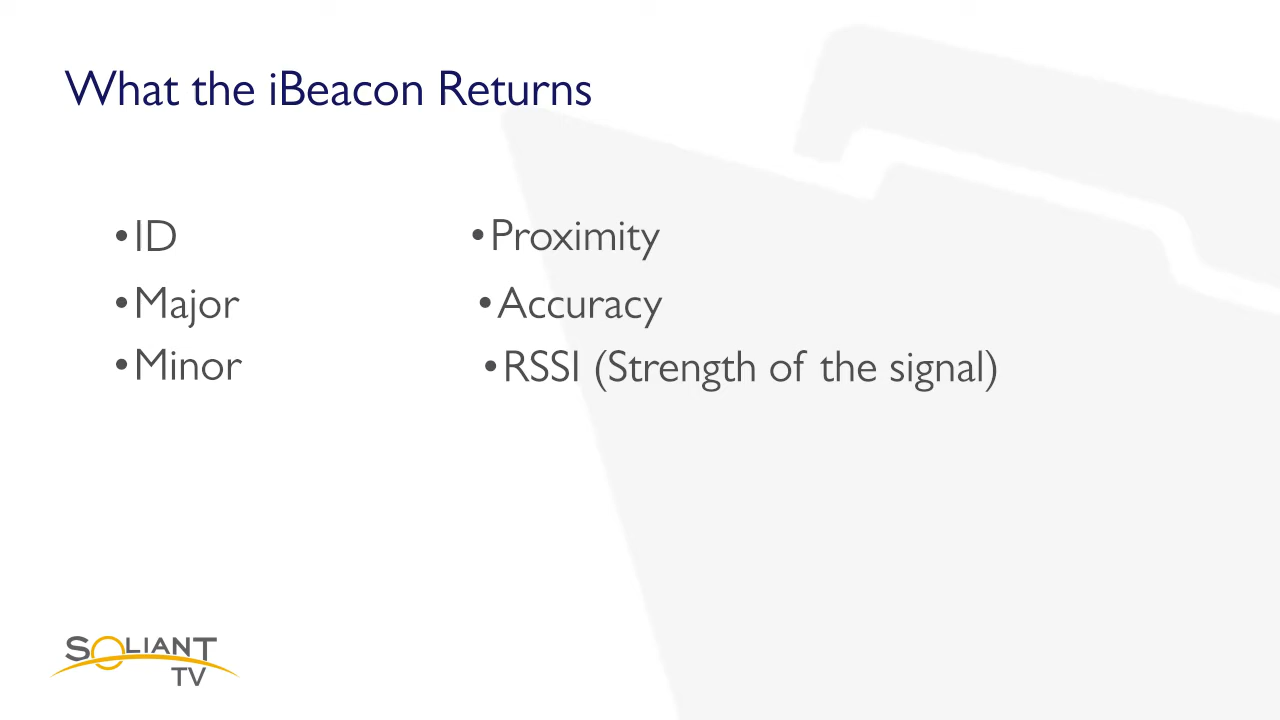 What the iBeacon Returns
•ID
•Major
•Minor
•Proximity
•Accuracy
•RSSI (Strength of the signal)
SOLIANT
TV